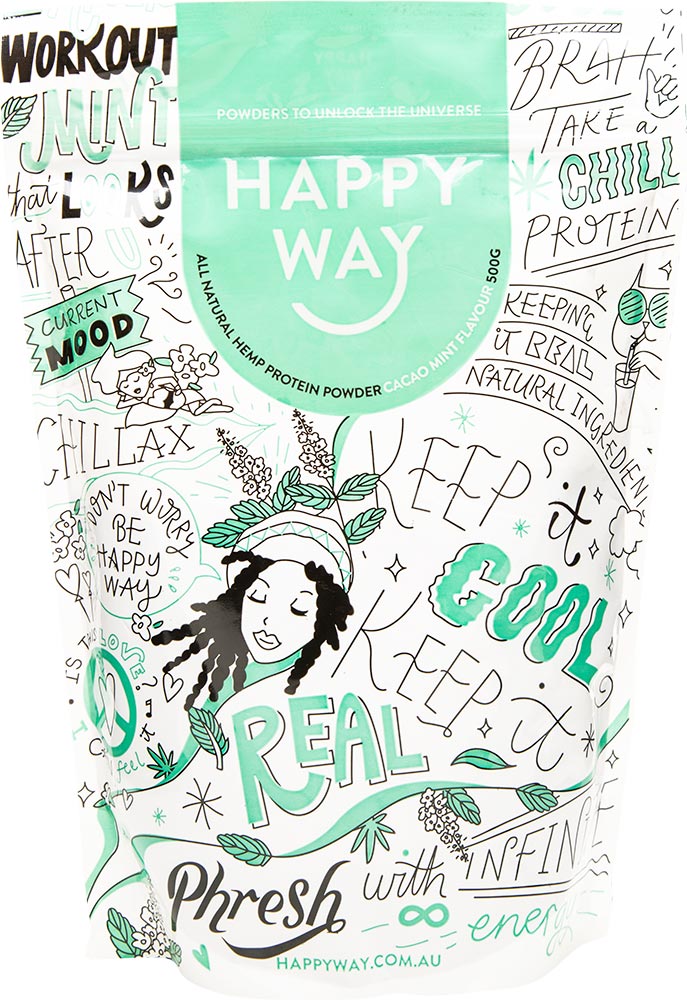 POWDERS TO UNLOCK THE UNIVERSE
HAPPY
WAY
ALL NATURAL HEMP PROTEIN POWDER CACAO MINT FLAVOUR 500G
WORKOUT
MINT
that LOOKS
AFTER
U
CURRENT
MOOD
CHILLAX
DON'T WORRY
BE
HAPPY
WAY
IS THIS LOVE
feel
BRAH
TAKE a
CHILL
PROTEIN
KEEPING
it REAL
NATURAL INGREDIEN
KEEP it
COOL
KEEP it
REAL
Phresh with INFINITE
energy
HAPPYWAY.COM.AU